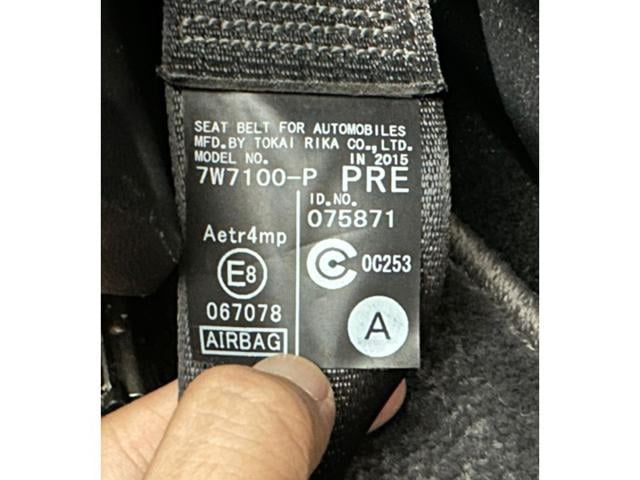 SEAT BELT FOR AUTOMOBILES
MFD.BY TOKAI RIKA CO.,LTD.
MODEL NO. IN 2015
7W7100-P PRE
ID.NO.
075871
Aetr4mp
E8
C 0C253
067078
A
AIRBAG